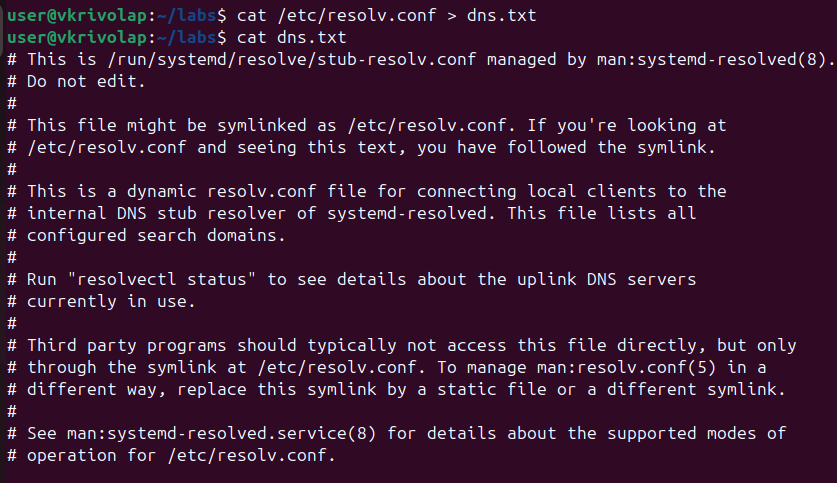 user@vkrivolap:~/labs$ cat /etc/resolv.conf > dns.txt
user@vkrivolap:~/labs$ cat dns.txt
# This is /run/systemd/resolve/stub-resolv.conf managed by man:systemd-resolved(8).
# Do not edit.
#
# This file might be symlinked as /etc/resolv.conf. If you're looking at
# /etc/resolv.conf and seeing this text, you have followed the symlink.
#
# This is a dynamic resolv.conf file for connecting local clients to the
# internal DNS stub resolver of systemd-resolved. This file lists all
# configured search domains.
#
# Run "resolvectl status" to see details about the uplink DNS servers
# currently in use.
#
# Third party programs should typically not access this file directly, but only
# through the symlink at /etc/resolv.conf. To manage man:resolv.conf(5) in a
# different way, replace this symlink by a static file or a different symlink.
#
# See man:systemd-resolved.service(8) for details about the supported modes of
# operation for /etc/resolv.conf.